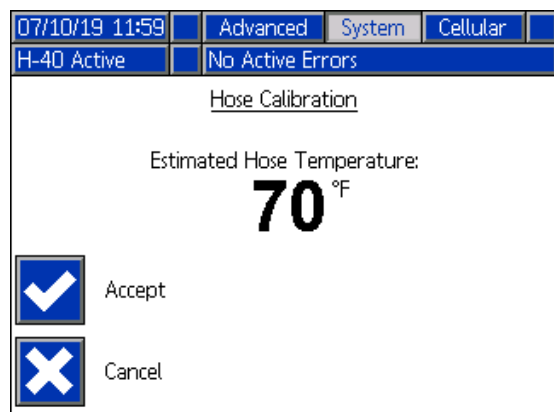 07/10/19 11:59 Advanced System Cellular
H-40 Active No Active Errors
Hose Calibration
Estimated Hose Temperature:
70 °F
Accept
Cancel